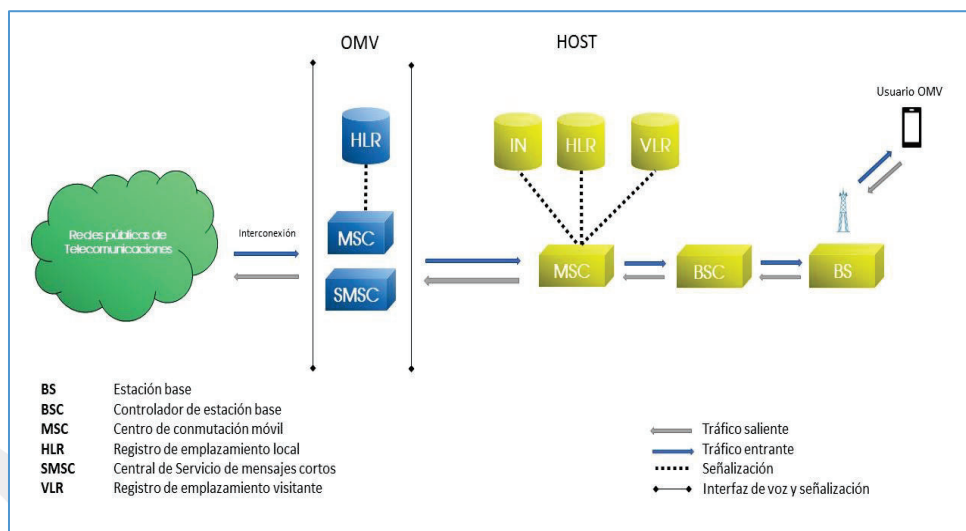 OMV
HOST
Usuario OMV
HLR
IN
HLR
VLR
Redes públicas de
Telecomunicaciones
Interconexión
MSC
SMSC
MSC
BSC
BS
BS Estación base
BSC Controlador de estación base
MSC Centro de conmutación móvil
HLR Registro de emplazamiento local
SMSC Central de Servicio de mensajes cortos
VLR Registro de emplazamiento visitante
Tráfico saliente
Tráfico entrante
Señalización
Interfaz de voz y señalización